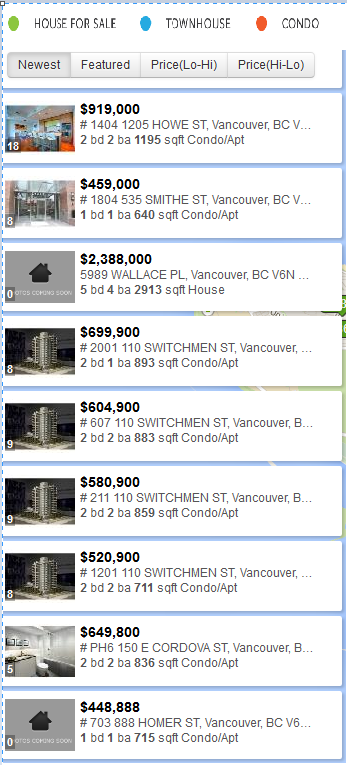 HOUSE FOR SALE TOWNHOUSE CONDO
Newest Featured Price(Lo-Hi) Price(Hi-Lo)
$919,000
# 1404 1205 HOWE ST, Vancouver, BC V...
18 2 bd 2 ba 1195 sqft Condo/Apt
$459,000
# 1804 535 SMITHE ST, Vancouver, BC V...
8 1 bd 1 ba 640 sqft Condo/Apt
$2,388,000
5989 WALLACE PL, Vancouver, BC V6N ...
0 5 bd 4 ba 2913 sqft House
OTOS COMING SOON
$699,900
# 2001 110 SWITCHMEN ST, Vancouver, ...
8 2 bd 1 ba 893 sqft Condo/Apt
$604,900
# 607 110 SWITCHMEN ST, Vancouver, B...
9 2 bd 2 ba 883 sqft Condo/Apt
$580,900
# 211 110 SWITCHMEN ST, Vancouver, B...
9 2 bd 2 ba 859 sqft Condo/Apt
$520,900
# 1201 110 SWITCHMEN ST, Vancouver, ...
8 2 bd 2 ba 711 sqft Condo/Apt
$649,800
# PH6 150 E CORDOVA ST, Vancouver, B...
5 2 bd 2 ba 836 sqft Condo/Apt
$448,888
# 703 888 HOMER ST, Vancouver, BC V6...
0 1 bd 1 ba 715 sqft Condo/Apt
OTOS COMING SOON